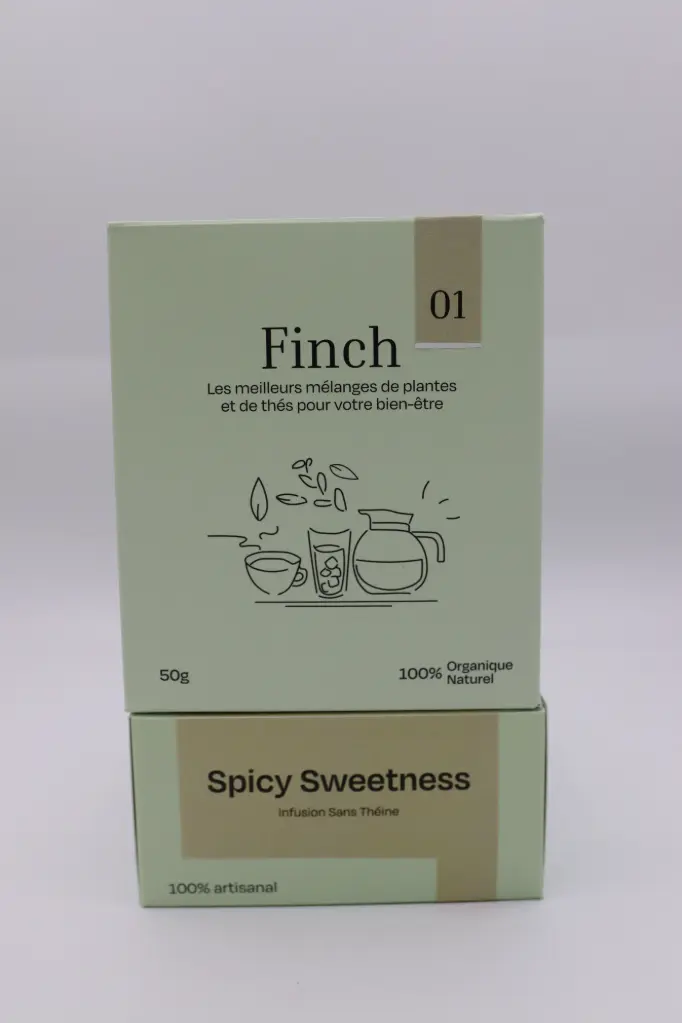 01
Finch
Les meilleurs mélanges de plantes
et de thés pour votre bien-être
50g
100% Organique
Naturel
Spicy Sweetness
Infusion Sans Théine
100% artisanal